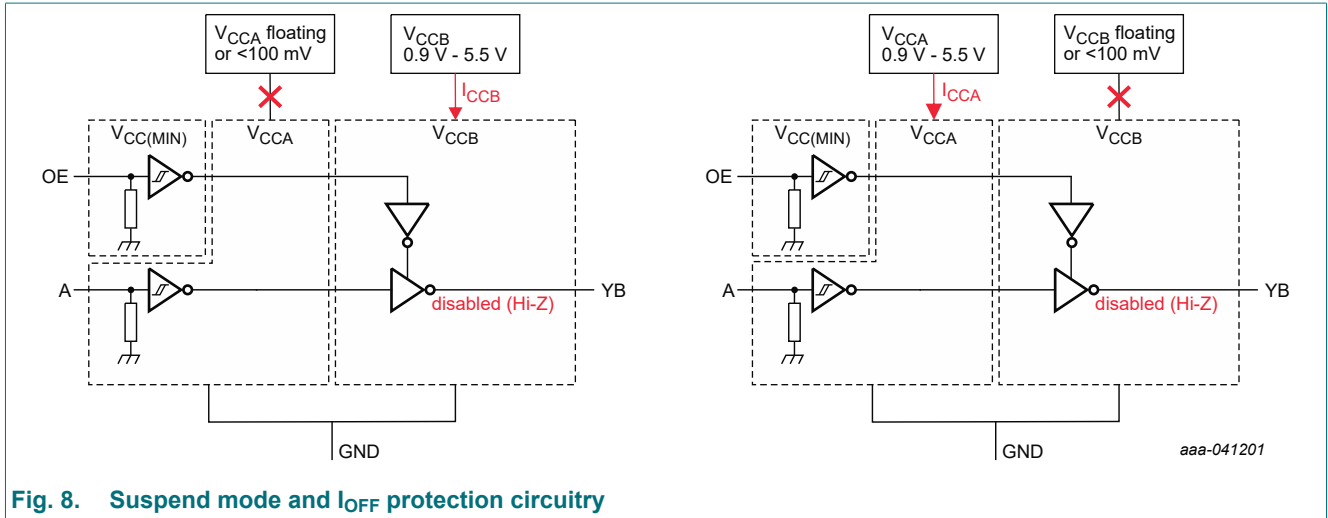 VCCA floating
or <100 mV
VCCB
0.9 V - 5.5 V
ICCB
VCC(MIN)
VCCA
VCCB
OE
A
disabled (Hi-Z)
YB
GND
VCCA
0.9 V - 5.5 V
VCCB floating
or <100 mV
ICCA
VCC(MIN)
VCCA
VCCB
OE
A
disabled (Hi-Z)
YB
GND
aaa-041201
Fig. 8. Suspend mode and IOFF protection circuitry